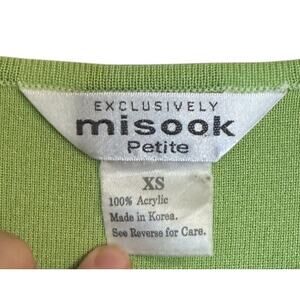 EXCLUSIVELY
misook
Petite
XS
100% Acrylic
Made in Korea.
See Reverse for Care.